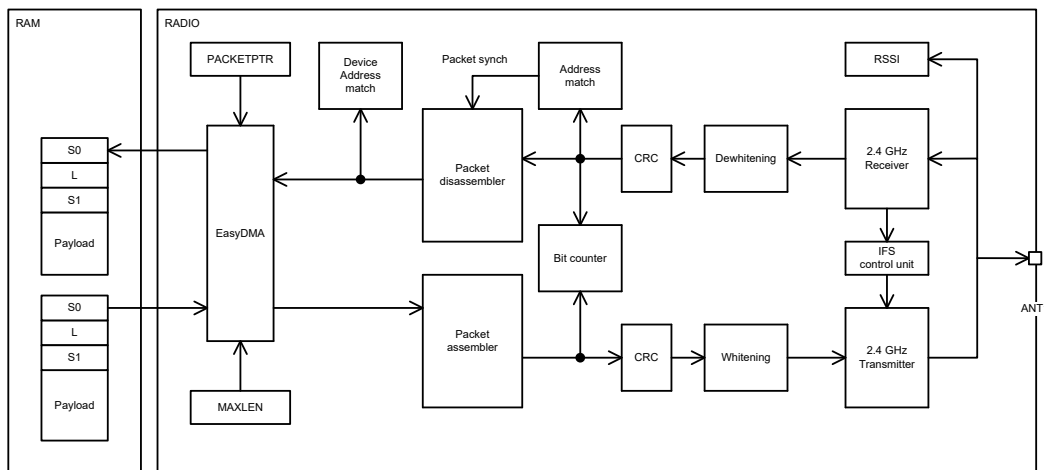 RAM
RADIO
PACKETPTR
Device
Address
match
Packet synch
Address
match
RSSI
S0
L
S1
Payload
EasyDMA
Packet
disassembler
CRC
Dewhitening
2.4 GHz
Receiver
Bit counter
IFS
control unit
ANT
S0
L
S1
Payload
Packet
assembler
CRC
Whitening
2.4 GHz
Transmitter
MAXLEN